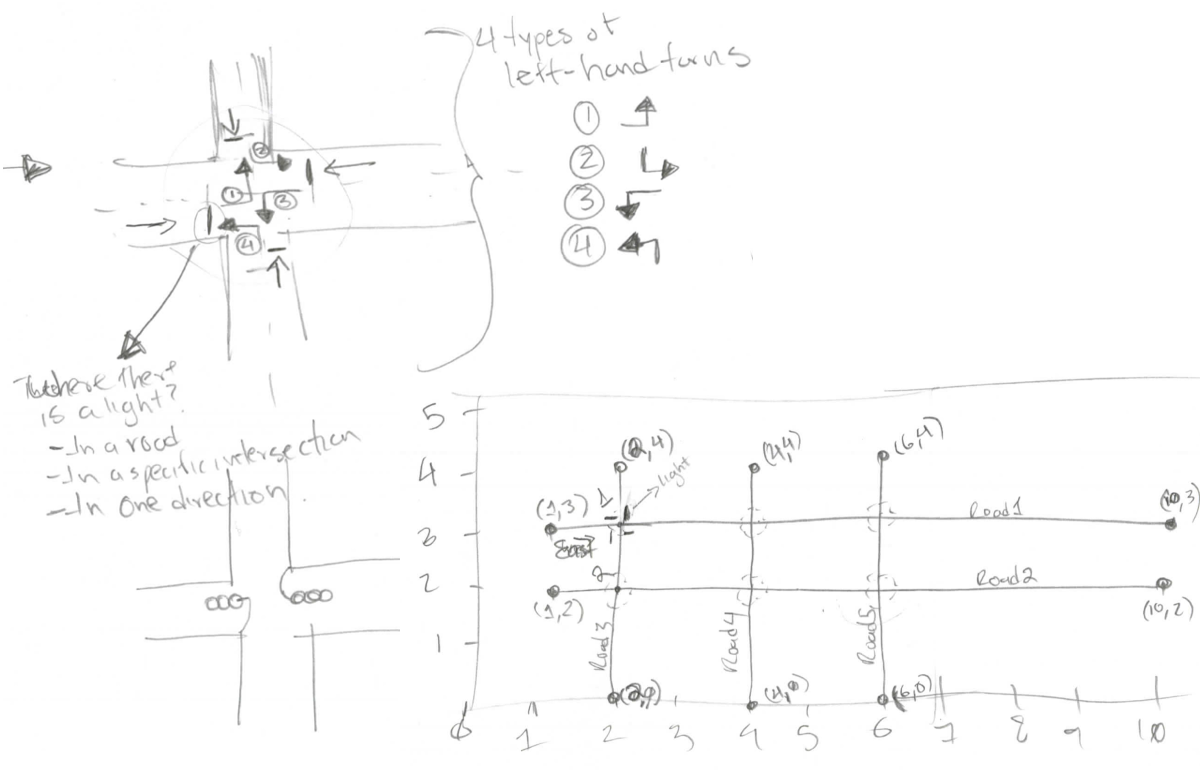 4 types of
left-hand turns
①
②
③
④
②
①
③
④
where there
is a light?
- In a road
- In a specific intersection
- In one direction.
5
4
3
2
1
0
1
2
3
4
5
6
7
8
9
10
(2,4)
(4,4)
(6,4)
light
(1,3)
East
Road1
(10,3)
(1,2)
Road2
(10,2)
Road3
Road4
Road5
(4,0)
(6,0)